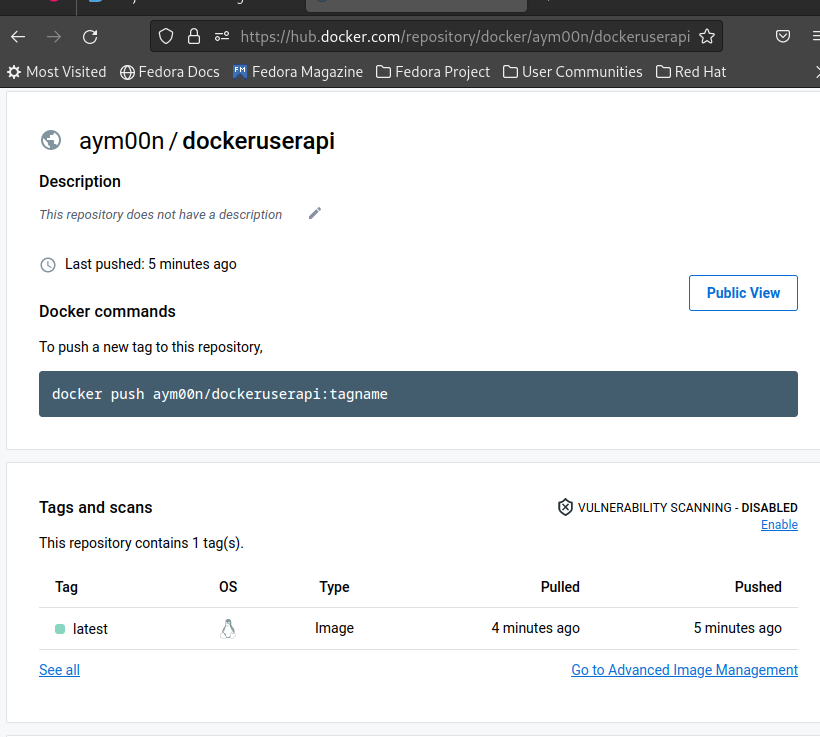 https://hub.docker.com/repository/docker/aym00n/dockeruserapi
Most Visited Fedora Docs FM Fedora Magazine Fedora Project User Communities Red Hat
aym00n / dockeruserapi
Description
This repository does not have a description
Last pushed: 5 minutes ago
Public View
Docker commands
To push a new tag to this repository,
docker push aym00n/dockeruserapi:tagname
Tags and scans
VULNERABILITY SCANNING - DISABLED
Enable
This repository contains 1 tag(s).
Tag OS Type Pulled Pushed
latest Image 4 minutes ago 5 minutes ago
See all Go to Advanced Image Management